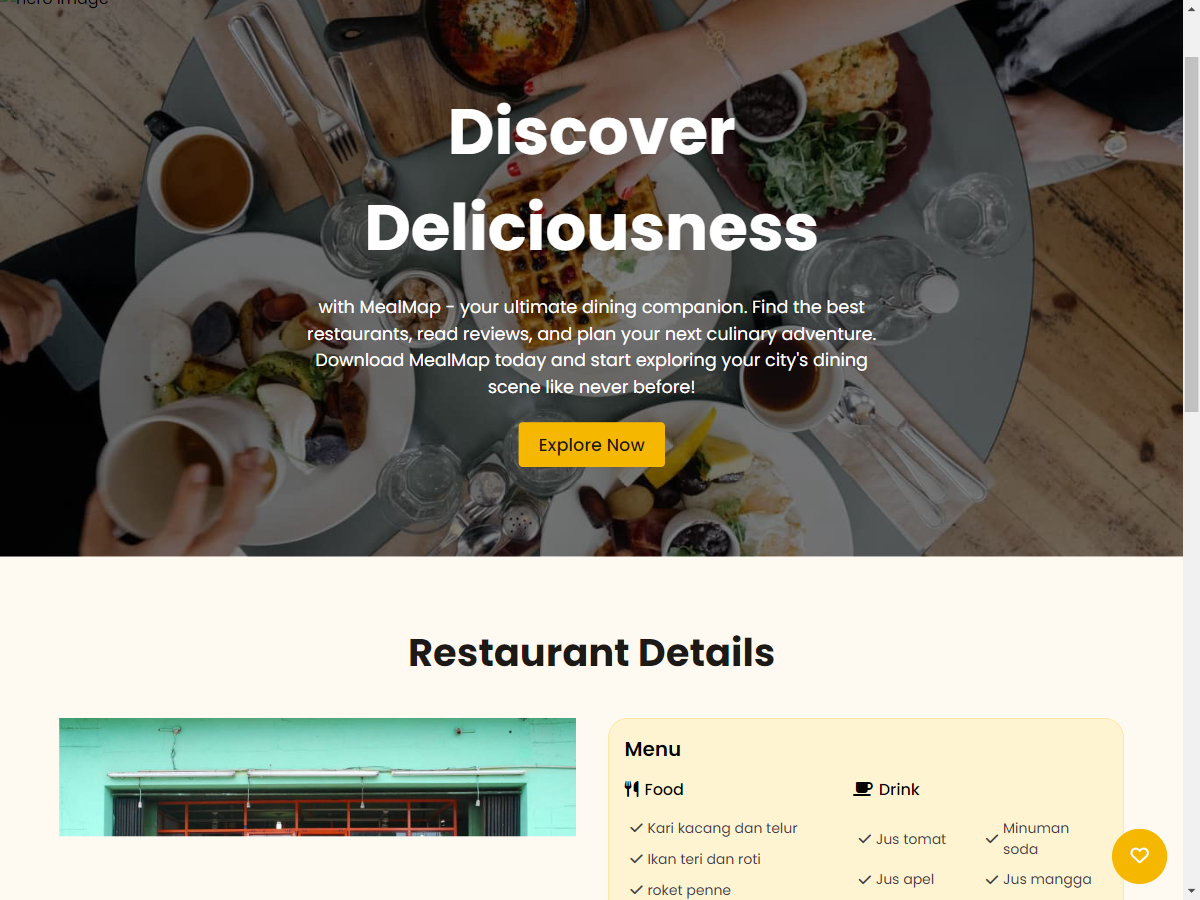 hero image
Discover
Deliciousness
with MealMap - your ultimate dining companion. Find the best
restaurants, read reviews, and plan your next culinary adventure.
Download MealMap today and start exploring your city's dining
scene like never before!
Explore Now
Restaurant Details
Menu
Food
Kari kacang dan telur
Ikan teri dan roti
roket penne
Drink
Jus tomat
Minuman
soda
Jus apel
Jus mangga